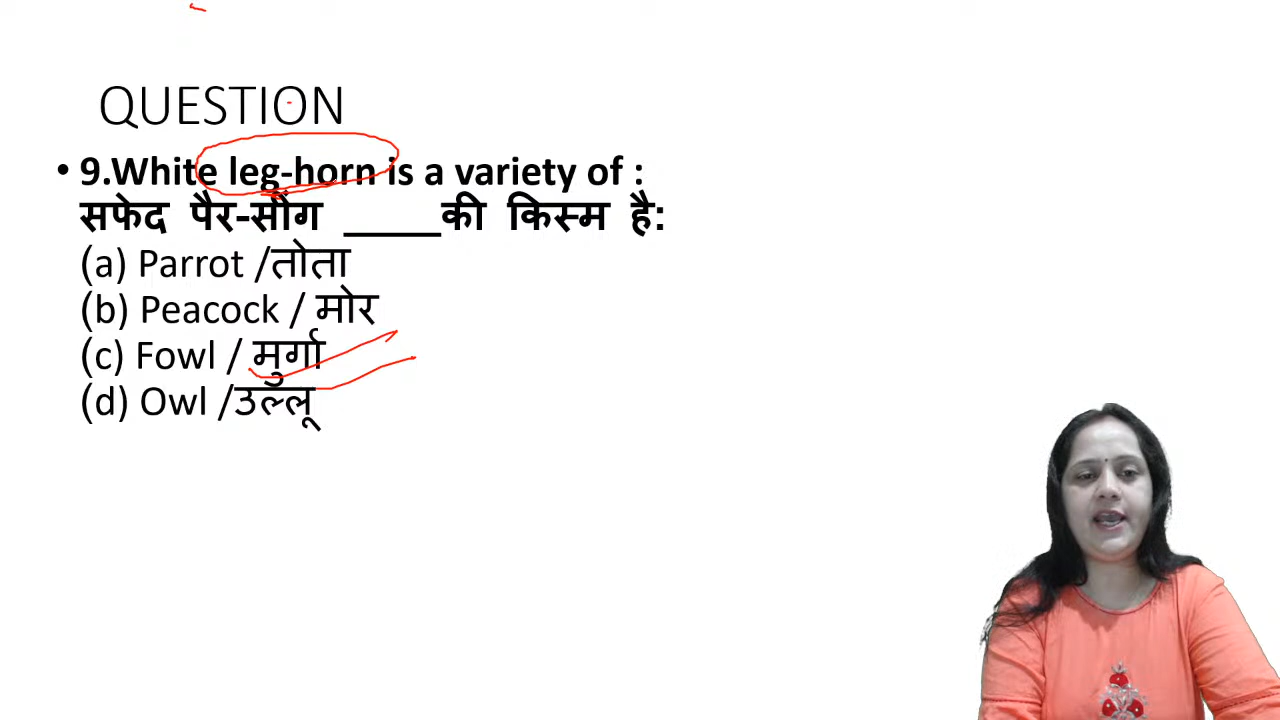 QUESTION
• 9.White leg-horn is a variety of :
सफेद पैर-सींग _____की किस्म है:
(a) Parrot /तोता
(b) Peacock / मोर
(c) Fowl / मुर्गा
(d) Owl /उल्लू